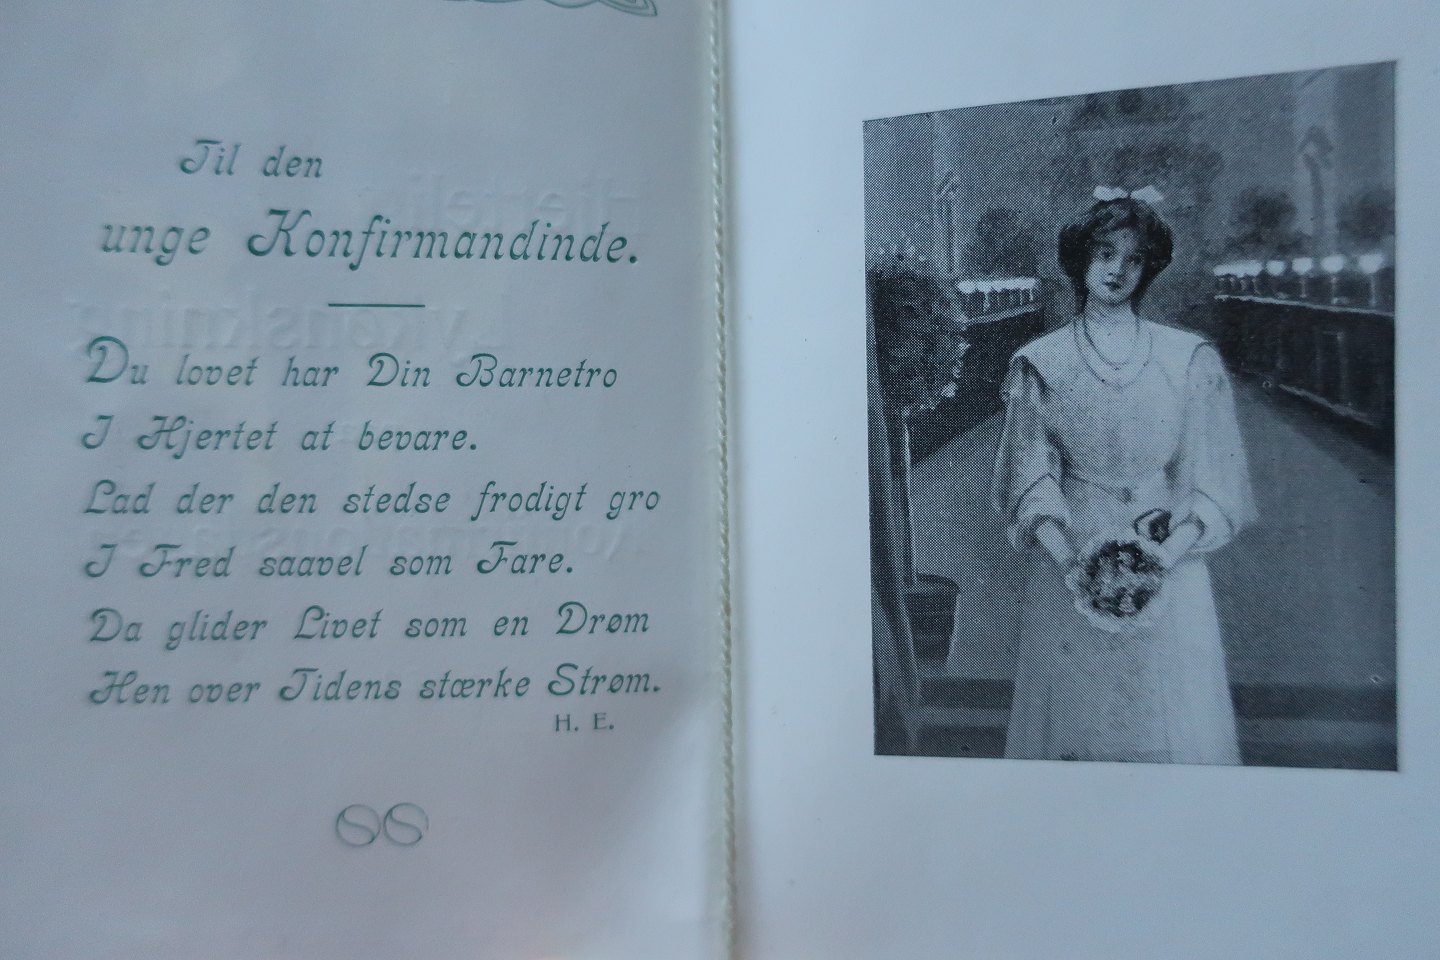 Til den
unge Konfirmandinde.
Du lovet har Din Barnetro
I Hjertet at bevare.
Lad der den stedse frodigt gro
I Fred saavel som Fare.
Da glider Livet som en Drøm
Hen over Tidens stærke Strøm.
H. E.